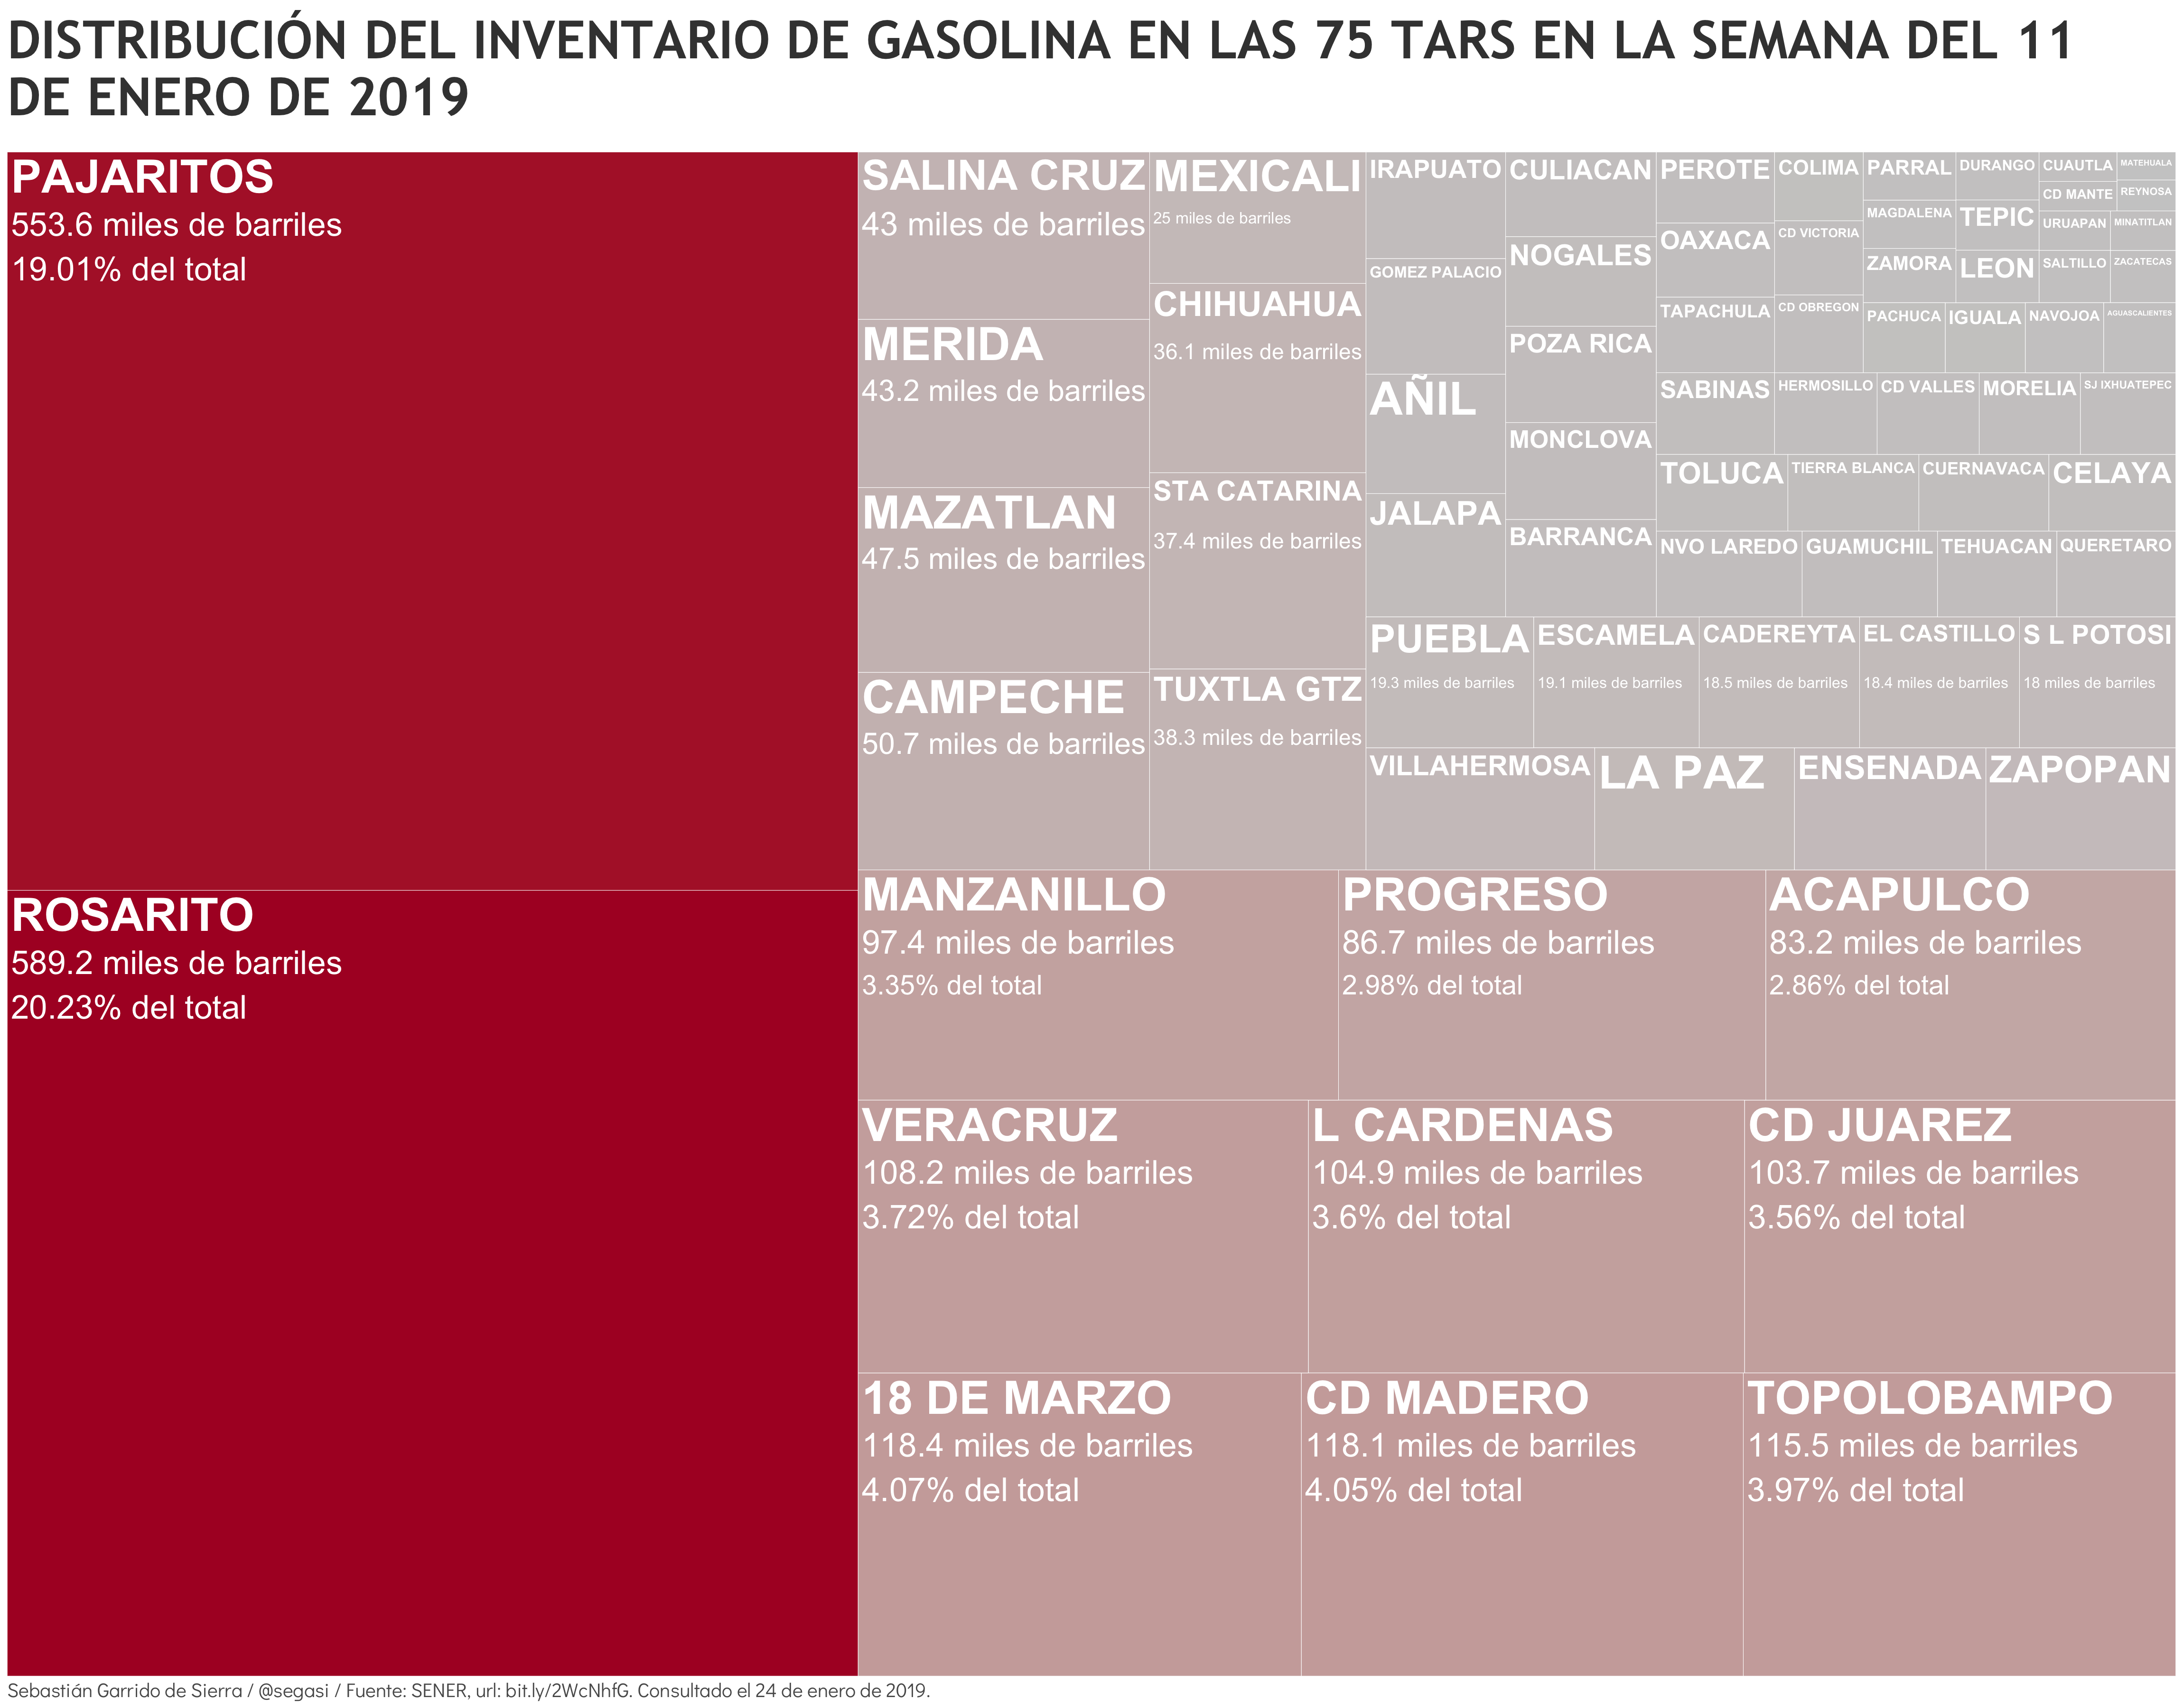 DISTRIBUCIÓN DEL INVENTARIO DE GASOLINA EN LAS 75 TARS EN LA SEMANA DEL 11
DE ENERO DE 2019
PAJARITOS
553.6 miles de barriles
19.01% del total
ROSARITO
589.2 miles de barriles
20.23% del total
SALINA CRUZ
43 miles de barriles
MERIDA
43.2 miles de barriles
MAZATLAN
47.5 miles de barriles
CAMPECHE
50.7 miles de barriles
MEXICALI
25 miles de barriles
CHIHUAHUA
36.1 miles de barriles
STA CATARINA
37.4 miles de barriles
TUXTLA GTZ
38.3 miles de barriles
IRAPUATO
GOMEZ PALACIO
AÑIL
JALAPA
CULIACAN
NOGALES
POZA RICA
MONCLOVA
BARRANCA
PEROTE
OAXACA
TAPACHULA
COLIMA
CD VICTORIA
CD OBREGON
PARRAL
MAGDALENA
ZAMORA
DURANGO
TEPIC
LEON
CUAUTLA
CD MANTE
MATEHUALA
REYNOSA
URUAPAN
MINATITLAN
SALTILLO
ZACATECAS
PACHUCA
IGUALA
NAVOJOA
AGUASCALIENTES
SABINAS
HERMOSILLO
CD VALLES
MORELIA
SJ IXHUATEPEC
TOLUCA
TIERRA BLANCA
CUERNAVACA
CELAYA
NVO LAREDO
GUAMUCHIL
TEHUACAN
QUERETARO
PUEBLA
19.3 miles de barriles
ESCAMELA
19.1 miles de barriles
CADEREYTA
18.5 miles de barriles
EL CASTILLO
18.4 miles de barriles
S L POTOSI
18 miles de barriles
VILLAHERMOSA
LA PAZ
ENSENADA
ZAPOPAN
MANZANILLO
97.4 miles de barriles
3.35% del total
PROGRESO
86.7 miles de barriles
2.98% del total
ACAPULCO
83.2 miles de barriles
2.86% del total
VERACRUZ
108.2 miles de barriles
3.72% del total
L CARDENAS
104.9 miles de barriles
3.6% del total
CD JUAREZ
103.7 miles de barriles
3.56% del total
18 DE MARZO
118.4 miles de barriles
4.07% del total
CD MADERO
118.1 miles de barriles
4.05% del total
TOPOLOBAMPO
115.5 miles de barriles
3.97% del total
Sebastián Garrido de Sierra / @segasi / Fuente: SENER, url: bit.ly/2WcNhfG. Consultado el 24 de enero de 2019.